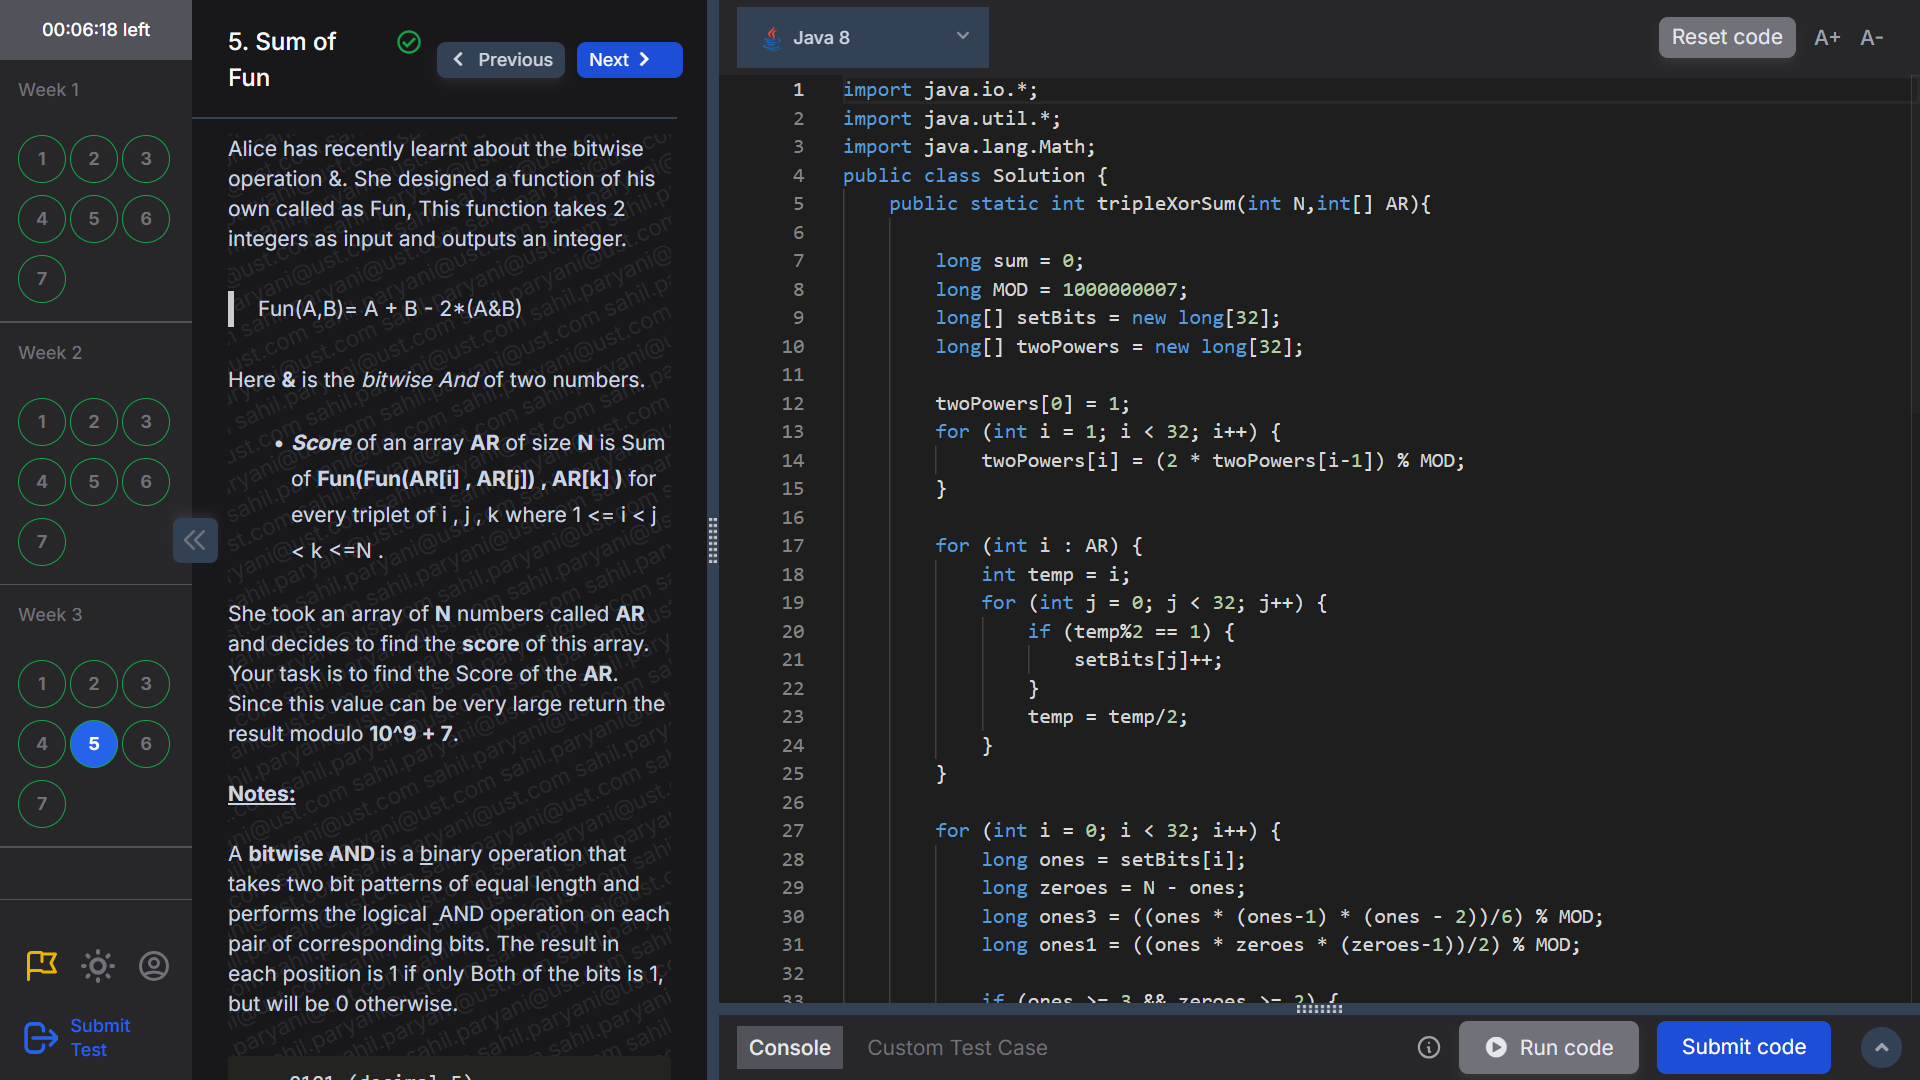 00:06:18 left
Week 1
1 2 3
4 5 6
7
Week 2
1 2 3
4 5 6
7
Week 3
1 2 3
4 5 6
7
Submit
Test
5. Sum of
Fun
Previous
Next
Alice has recently learnt about the bitwise
operation &. She designed a function of his
own called as Fun, This function takes 2
integers as input and outputs an integer.
Fun(A,B)= A + B - 2*(A&B)
Here & is the bitwise And of two numbers.
• Score of an array AR of size N is Sum
of Fun(Fun(AR[i] , AR[j]) , AR[k] ) for
every triplet of i , j , k where 1 <= i < j
< k <=N .
She took an array of N numbers called AR
and decides to find the score of this array.
Your task is to find the Score of the AR.
Since this value can be very large return the
result modulo 10^9 + 7.
Notes:
A bitwise AND is a binary operation that
takes two bit patterns of equal length and
performs the logical _AND operation on each
pair of corresponding bits. The result in
each position is 1 if only Both of the bits is 1,
but will be 0 otherwise.
0101 (decimal 5)
sahil.paryani@ust.com
Java 8
Reset code
A+ A-
1 import java.io.*;
2 import java.util.*;
3 import java.lang.Math;
4 public class Solution {
5 public static int tripleXorSum(int N,int[] AR){
6
7 long sum = 0;
8 long MOD = 1000000007;
9 long[] setBits = new long[32];
10 long[] twoPowers = new long[32];
11
12 twoPowers[0] = 1;
13 for (int i = 1; i < 32; i++) {
14 twoPowers[i] = (2 * twoPowers[i-1]) % MOD;
15 }
16
17 for (int i : AR) {
18 int temp = i;
19 for (int j = 0; j < 32; j++) {
20 if (temp%2 == 1) {
21 setBits[j]++;
22 }
23 temp = temp/2;
24 }
25 }
26
27 for (int i = 0; i < 32; i++) {
28 long ones = setBits[i];
29 long zeroes = N - ones;
30 long ones3 = ((ones * (ones-1) * (ones - 2))/6) % MOD;
31 long ones1 = ((ones * zeroes * (zeroes-1))/2) % MOD;
32
33 if (ones >= 3 && zeroes >= 2) {
Console
Custom Test Case
Run code
Submit code